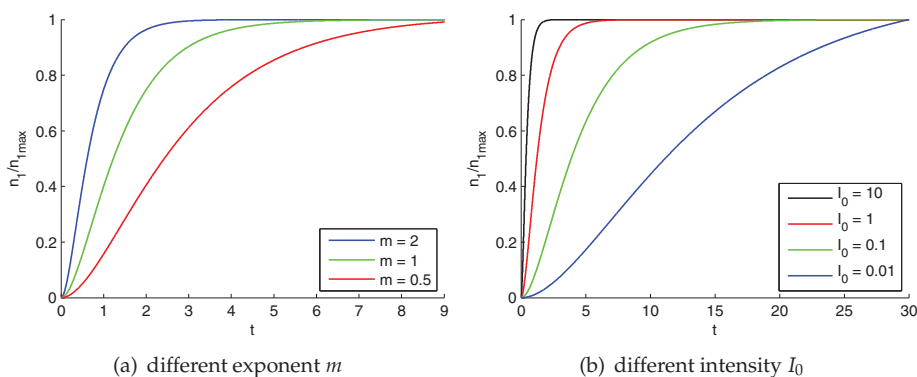 n₁/n₁max
1
0.8
0.6
0.4
0.2
0
0 1 2 3 4 5 6 7 8 9
t
m = 2
m = 1
m = 0.5
(a) different exponent m
n₁/n₁max
1
0.8
0.6
0.4
0.2
0
0 5 10 15 20 25 30
t
I₀ = 10
I₀ = 1
I₀ = 0.1
I₀ = 0.01
(b) different intensity I₀